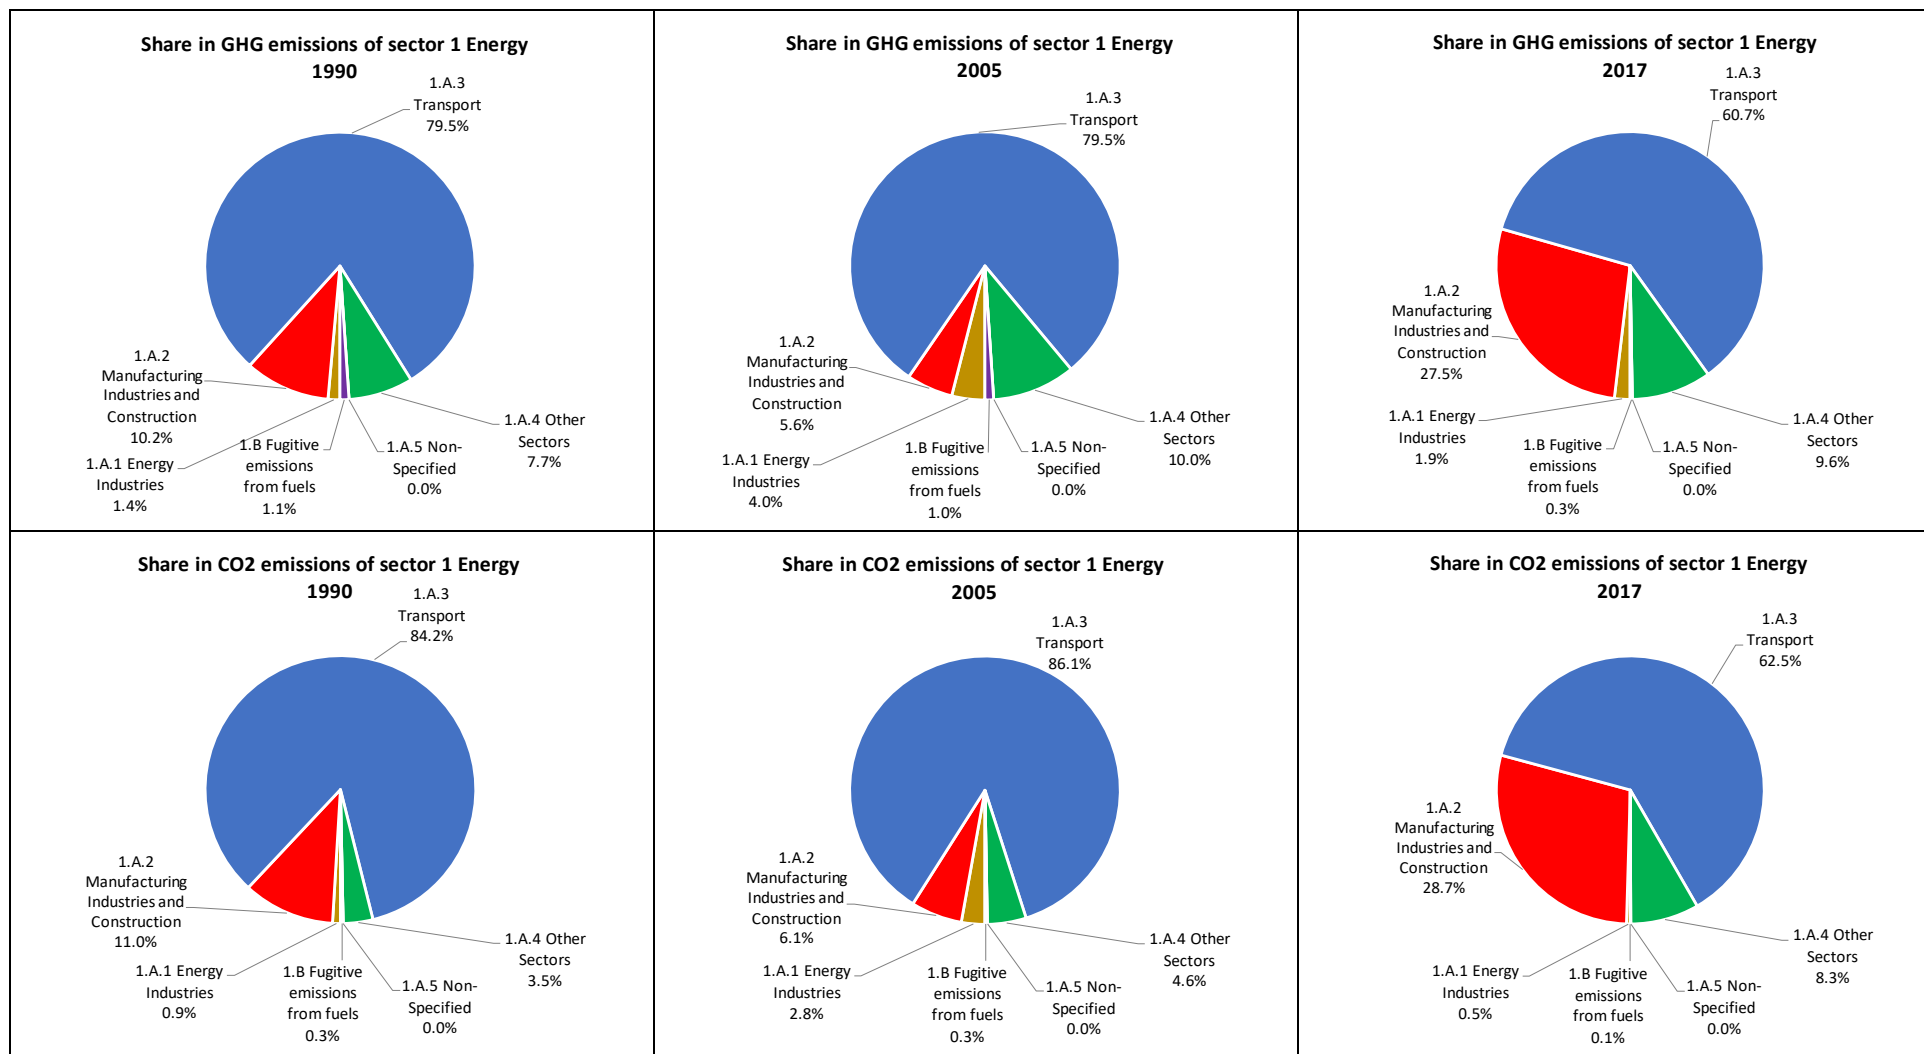 Share in GHG emissions of sector 1 Energy
1990
1.A.3
Transport
79.5%
1.A.2
Manufacturing
Industries and
Construction
10.2%
1.A.1 Energy
Industries
1.4%
1.B Fugitive
emissions
from fuels
1.1%
1.A.5 Non-
Specified
0.0%
1.A.4 Other
Sectors
7.7%
Share in GHG emissions of sector 1 Energy
2005
1.A.3
Transport
79.5%
1.A.2
Manufacturing
Industries and
Construction
5.6%
1.A.1 Energy
Industries
4.0%
1.B Fugitive
emissions
from fuels
1.0%
1.A.5 Non-
Specified
0.0%
1.A.4 Other
Sectors
10.0%
Share in GHG emissions of sector 1 Energy
2017
1.A.3
Transport
60.7%
1.A.2
Manufacturing
Industries and
Construction
27.5%
1.A.1 Energy
Industries
1.9%
1.B Fugitive
emissions
from fuels
0.3%
1.A.5 Non-
Specified
0.0%
1.A.4 Other
Sectors
9.6%
Share in CO2 emissions of sector 1 Energy
1990
1.A.3
Transport
84.2%
1.A.2
Manufacturing
Industries and
Construction
11.0%
1.A.1 Energy
Industries
0.9%
1.B Fugitive
emissions
from fuels
0.3%
1.A.5 Non-
Specified
0.0%
1.A.4 Other
Sectors
3.5%
Share in CO2 emissions of sector 1 Energy
2005
1.A.3
Transport
86.1%
1.A.2
Manufacturing
Industries and
Construction
6.1%
1.A.1 Energy
Industries
2.8%
1.B Fugitive
emissions
from fuels
0.3%
1.A.5 Non-
Specified
0.0%
1.A.4 Other
Sectors
4.6%
Share in CO2 emissions of sector 1 Energy
2017
1.A.3
Transport
62.5%
1.A.2
Manufacturing
Industries and
Construction
28.7%
1.A.1 Energy
Industries
0.5%
1.B Fugitive
emissions
from fuels
0.1%
1.A.5 Non-
Specified
0.0%
1.A.4 Other
Sectors
8.3%